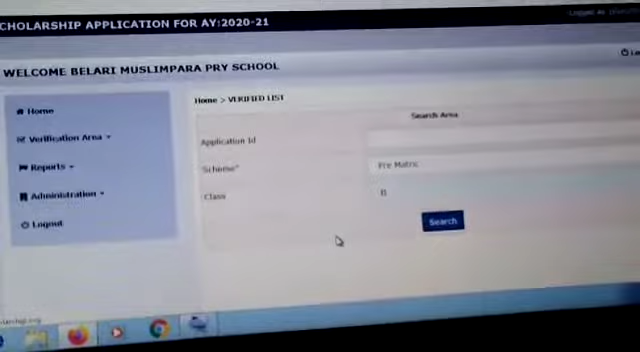 CHOLARSHIP APPLICATION FOR AY:2020-21
WELCOME BELARI MUSLIMPARA PRY SCHOOL
Home
Verification Area
Reports
Administration
Logout
Home > VERIFIED LIST
Search Area
Application Id
Scheme*
Pre Matric
Class
Search